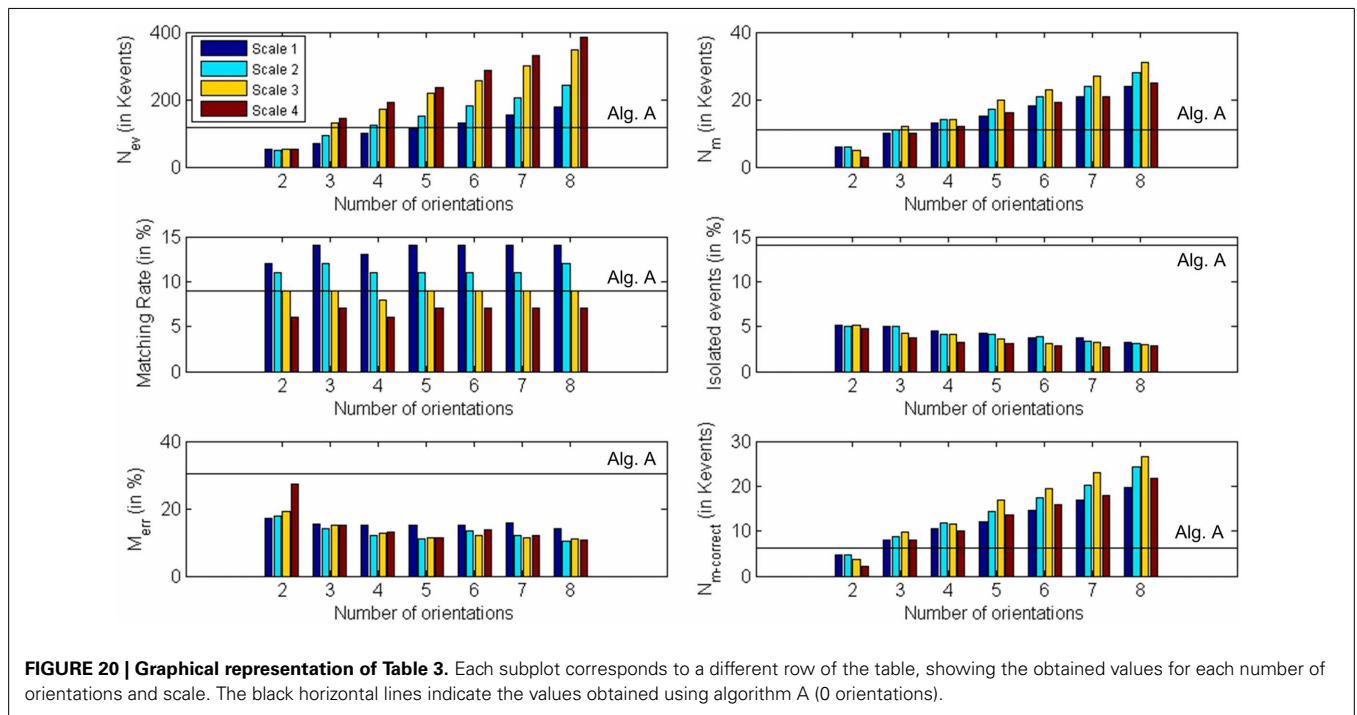 N_ev (in Kevents)
400
200
0
Scale 1
Scale 2
Scale 3
Scale 4
Alg. A
2 3 4 5 6 7 8
Number of orientations
N_m (in Kevents)
40
20
0
Alg. A
2 3 4 5 6 7 8
Number of orientations
Matching Rate (in %)
15
10
5
0
Alg. A
2 3 4 5 6 7 8
Number of orientations
Isolated events (in %)
15
10
5
0
Alg. A
2 3 4 5 6 7 8
Number of orientations
M_err (in %)
40
20
0
Alg. A
2 3 4 5 6 7 8
Number of orientations
N_m-correct (in Kevents)
30
20
10
0
Alg. A
2 3 4 5 6 7 8
Number of orientations
FIGURE 20 | Graphical representation of Table 3. Each subplot corresponds to a different row of the table, showing the obtained values for each number of
orientations and scale. The black horizontal lines indicate the values obtained using algorithm A (0 orientations).